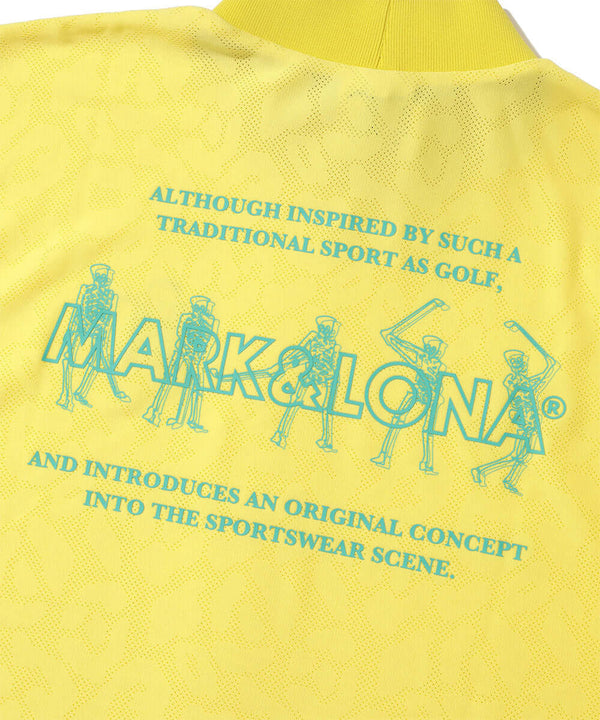 ALTHOUGH INSPIRED BY SUCH A
TRADITIONAL SPORT AS GOLF,
MARK&LONA®
AND INTRODUCES AN ORIGINAL CONCEPT
INTO THE SPORTSWEAR SCENE.